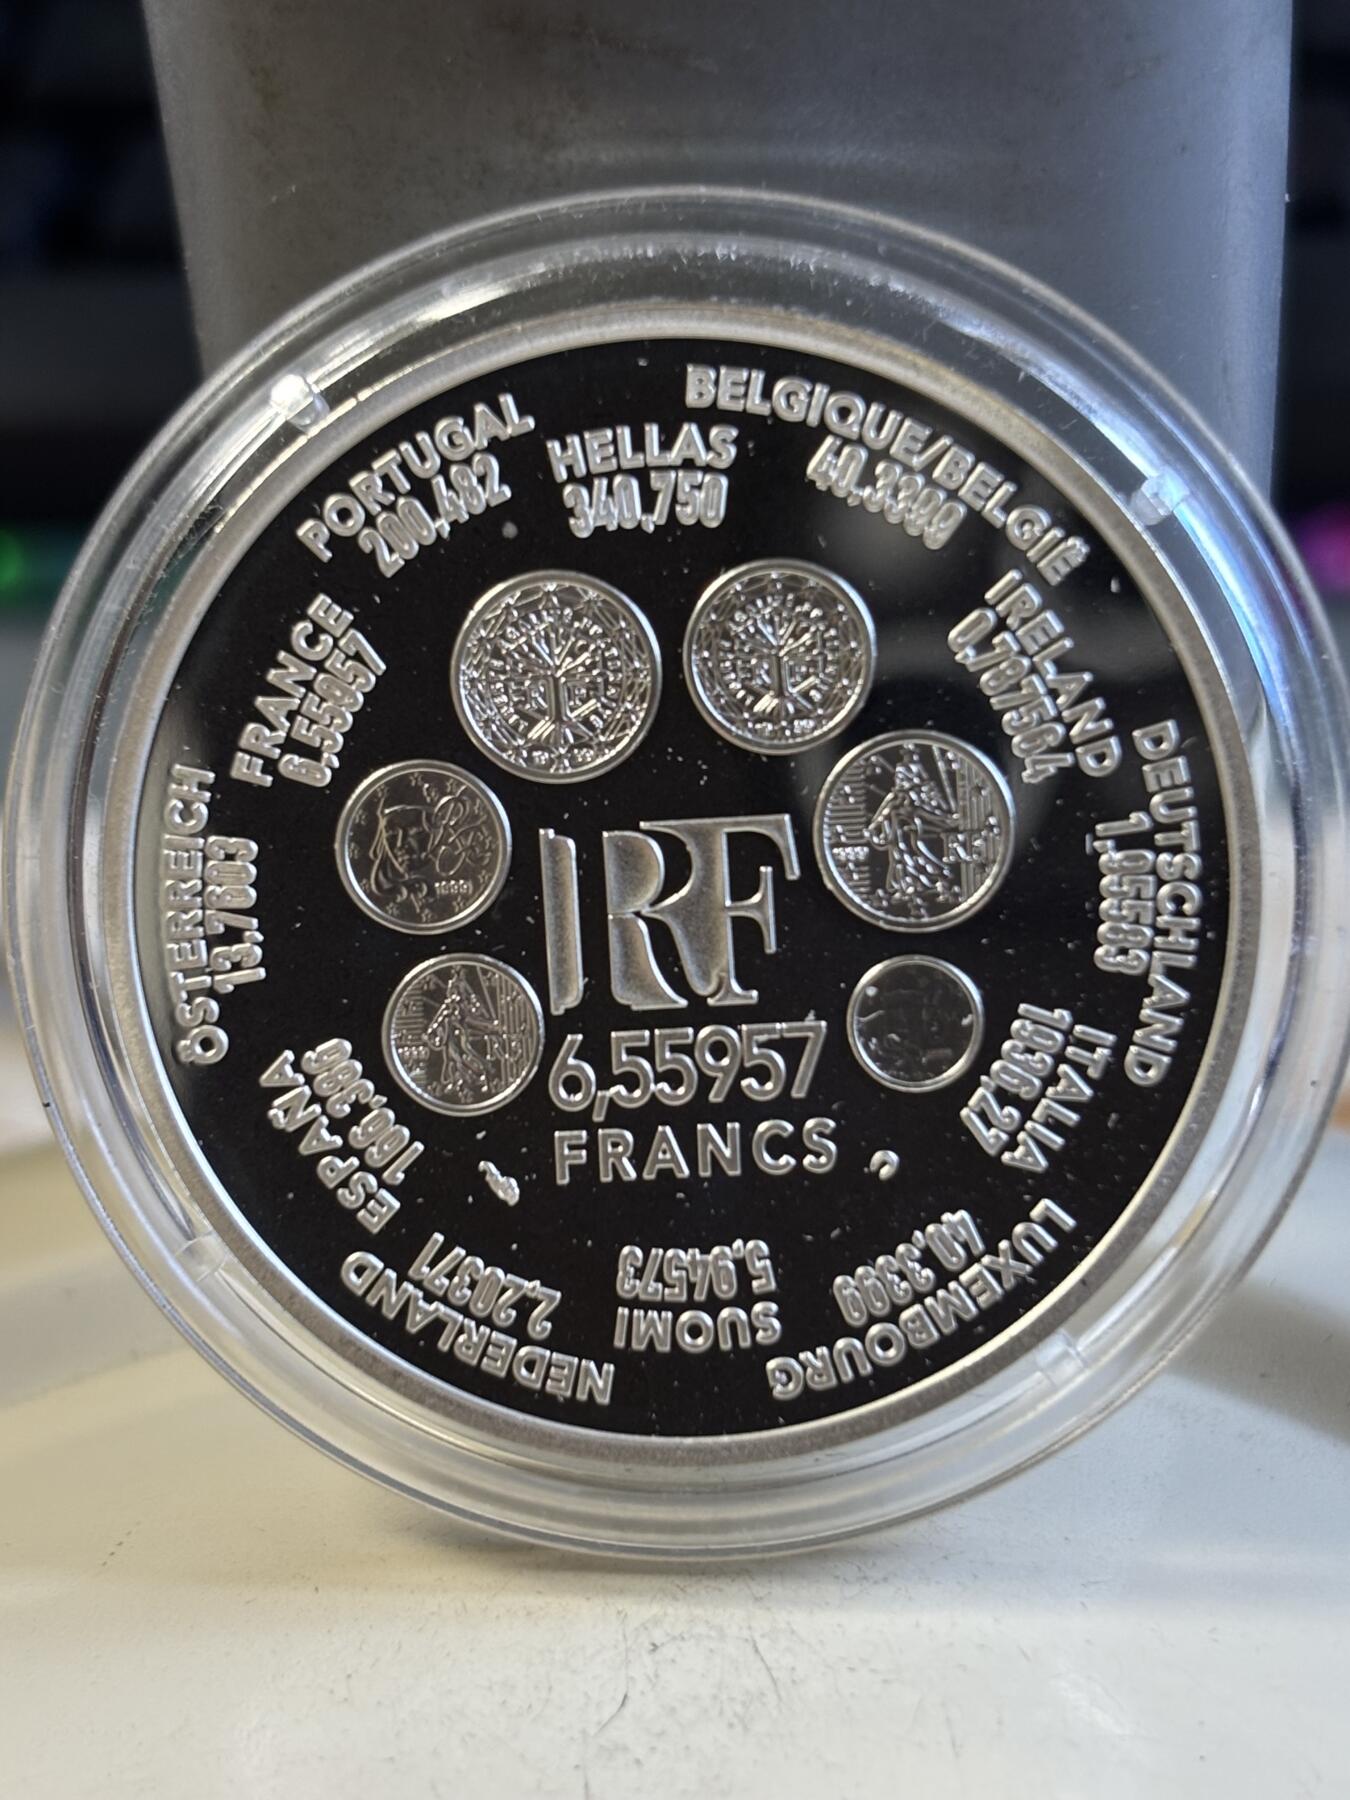 PORTUGAL
200,482
HELLAS
340,750
BELGIQUE/BELGIË
40,3399
IRELAND
0,787564
DEUTSCHLAND
1,95583
ITALIA
1936,27
LUXEMBOURG
40,3399
SUOMI
5,94573
NEDERLAND
2,20371
ESPAÑA
166,386
ÖSTERREICH
13,7603
FRANCE
6,55957
1999
RF
RF
6,55957
FRANCS